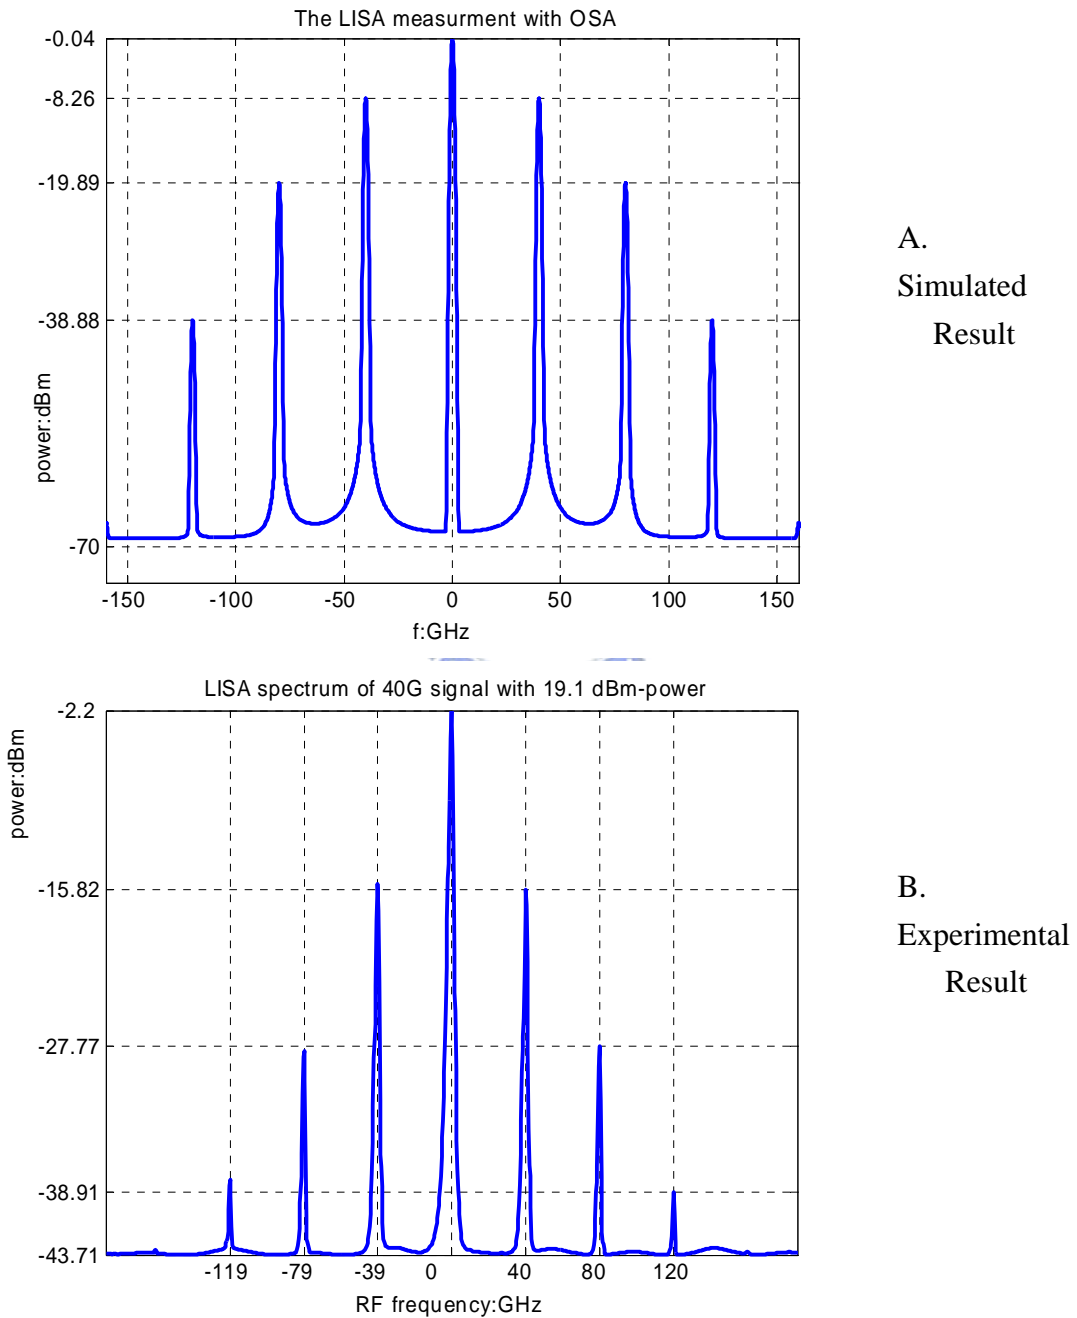 The LISA measurment with OSA
-0.04
-8.26
-19.89
-38.88
-70
power:dBm
-150 -100 -50 0 50 100 150
f:GHz
A.
Simulated
Result
LISA spectrum of 40G signal with 19.1 dBm-power
-2.2
-15.82
-27.77
-38.91
-43.71
power:dBm
-119 -79 -39 0 40 80 120
RF frequency:GHz
B.
Experimental
Result